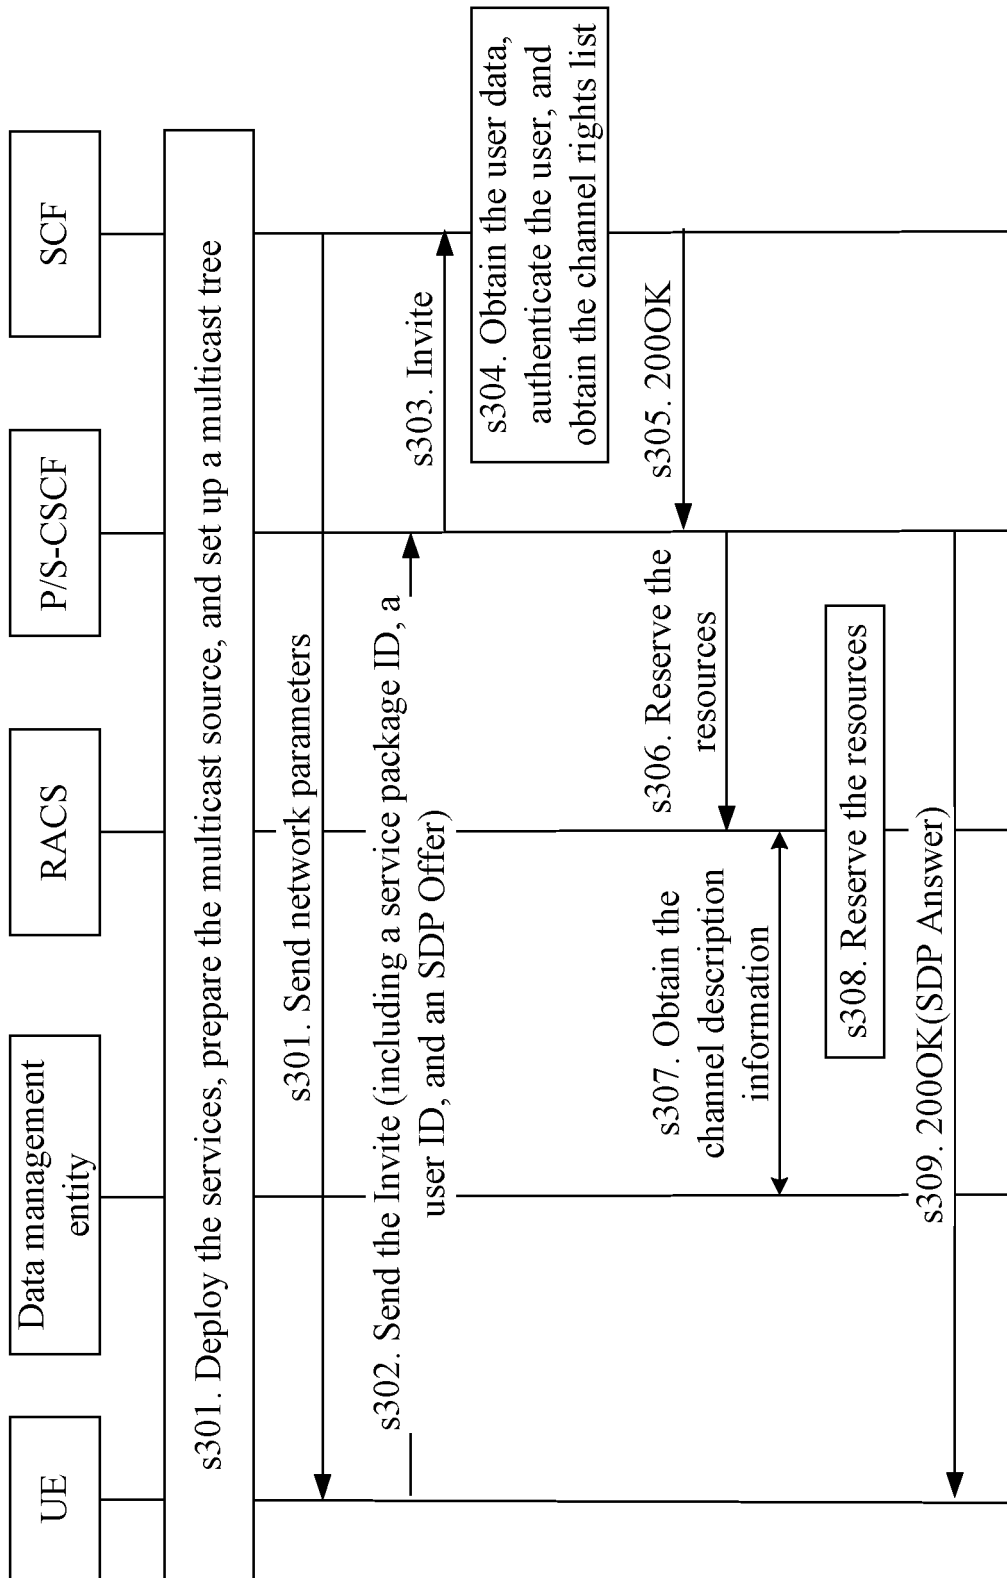 UE
Data management
entity
RACS
P/S-CSCF
SCF
s301. Deploy the services, prepare the multicast source, and set up a multicast tree
s301. Send network parameters
s302. Send the Invite (including a service package ID, a
user ID, and an SDP Offer)
s303. Invite
s304. Obtain the user data,
authenticate the user, and
obtain the channel rights list
s305. 200OK
s306. Reserve the
resources
s307. Obtain the
channel description
information
s308. Reserve the resources
s309. 200OK(SDP Answer)